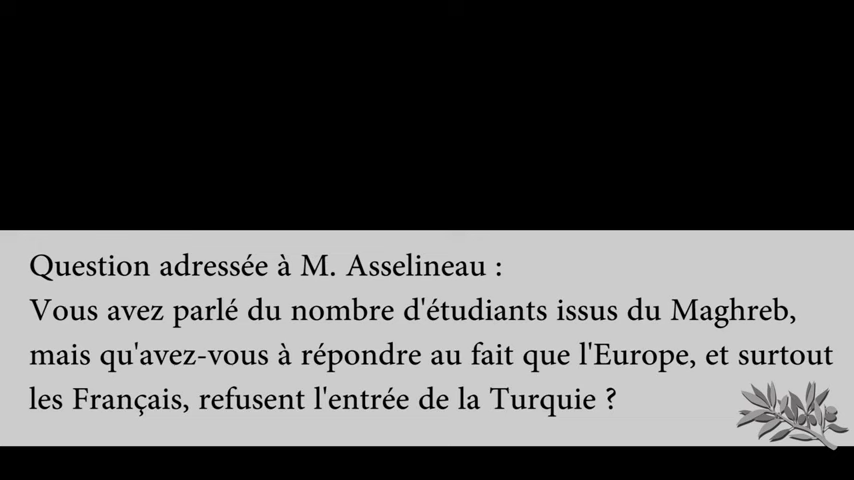 Question adressée à M. Asselineau :
Vous avez parlé du nombre d'étudiants issus du Maghreb,
mais qu'avez-vous à répondre au fait que l'Europe, et surtout
les Français, refusent l'entrée de la Turquie ?